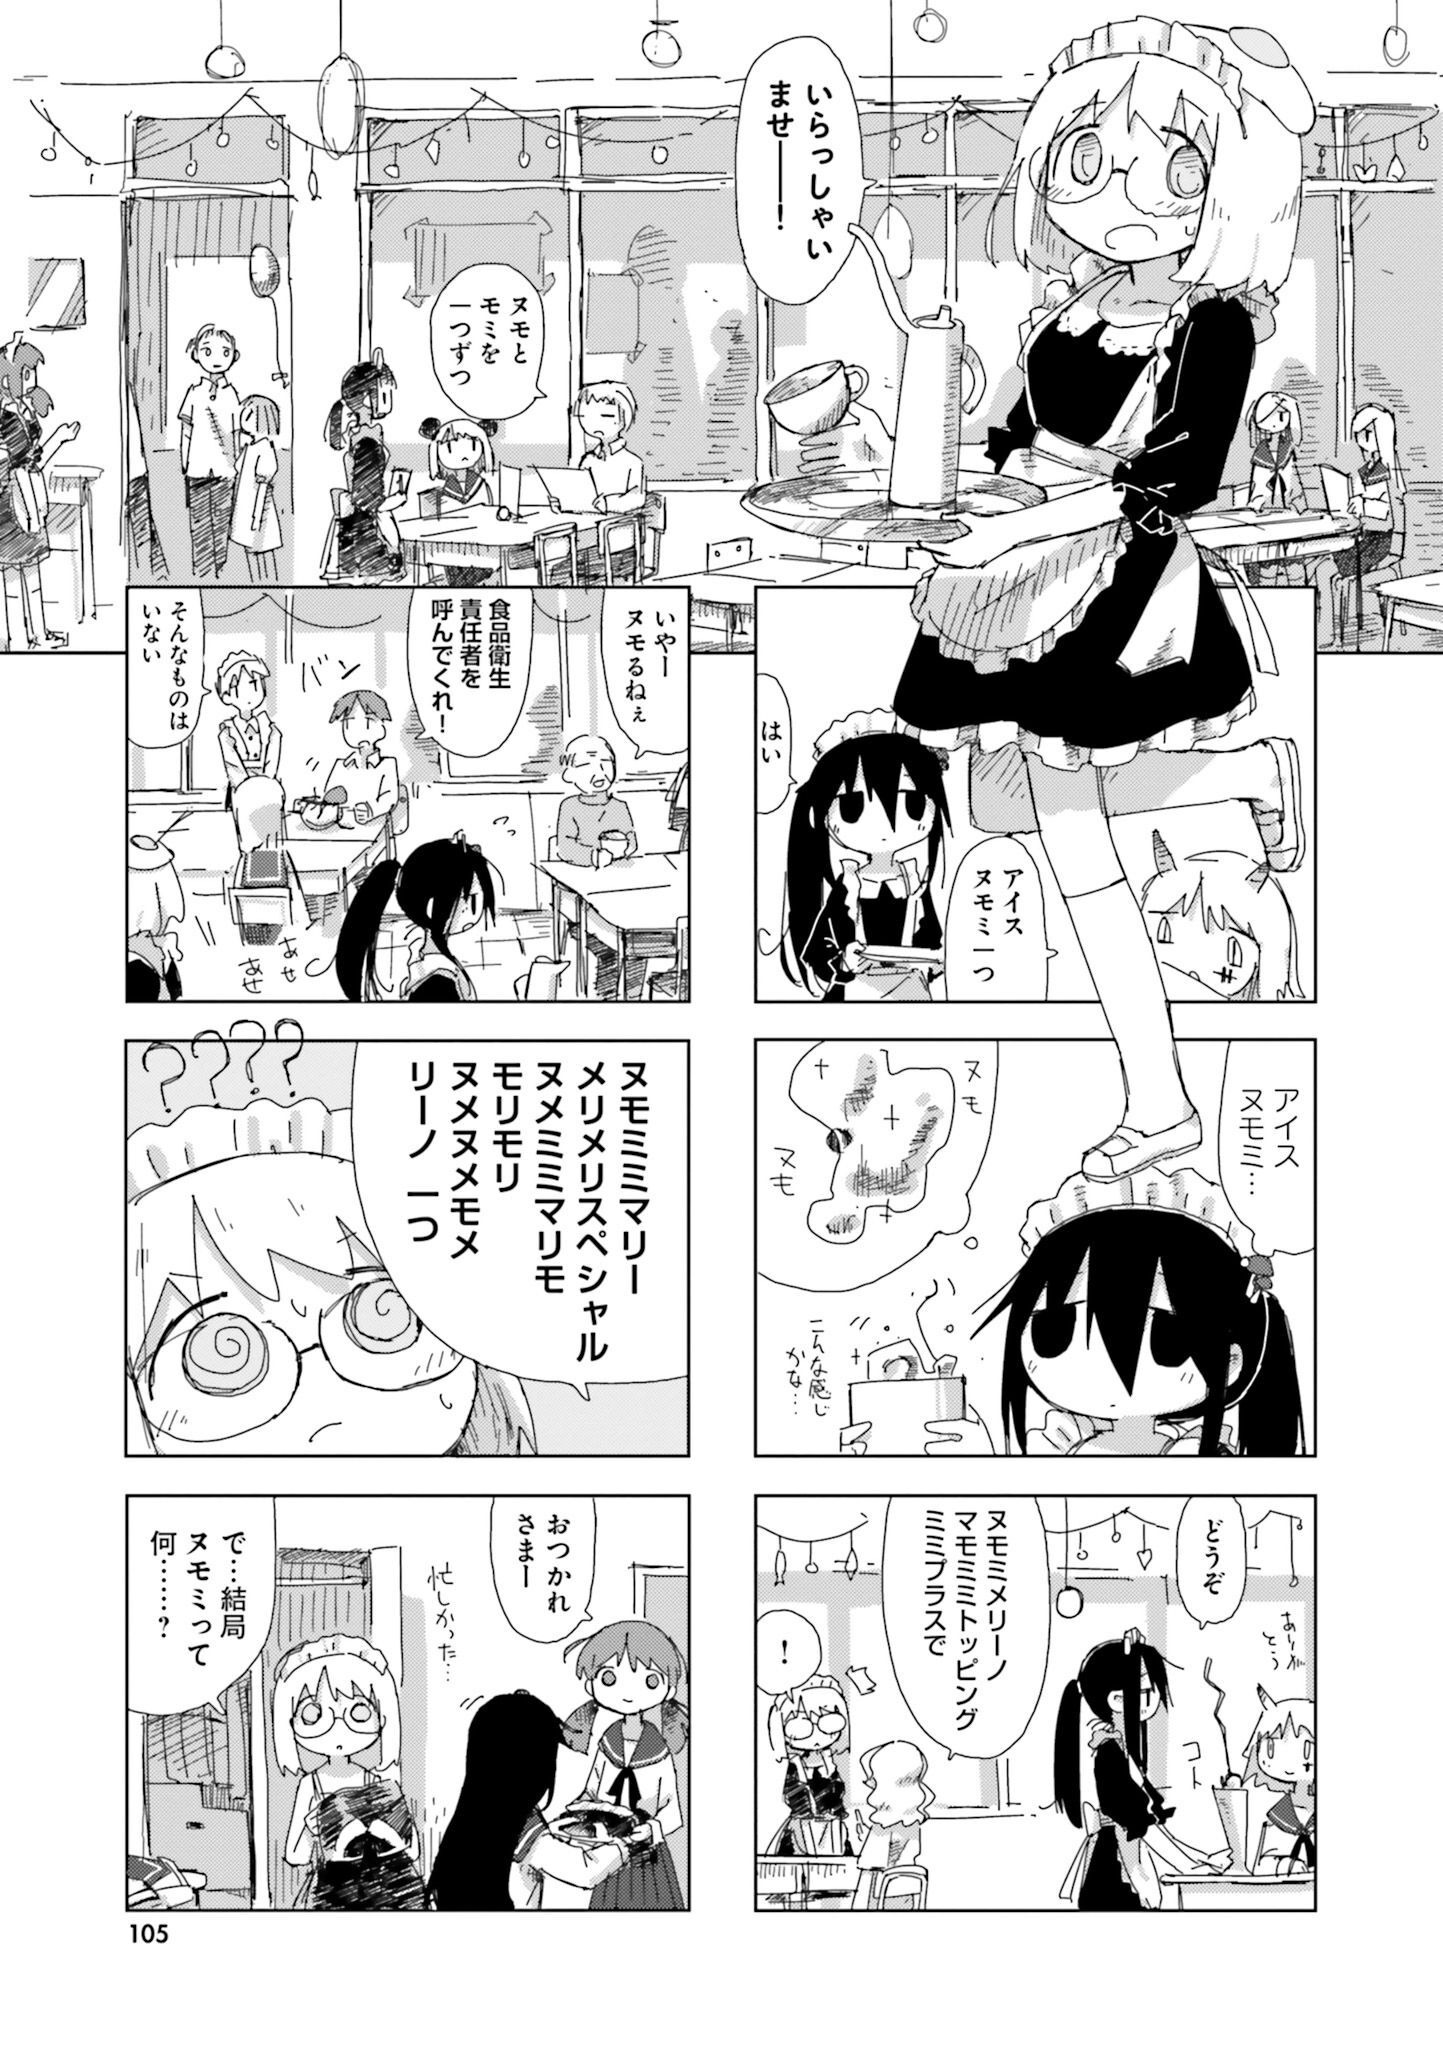 いらっしゃい
ませ――!
ヌモと
モミを
一つずつ
はい
アイス
ヌモミ一つ
アイス
ヌモミ…
ヌモ
ヌモ
こんな感じ
かな…
どうぞ
ありがとう
コト
ヌモミメリーノ
マモミミトッピング
ミミプラスで
!
いやー
ヌモるねぇ
食品衛生
責任者を
呼んでくれ!
バン
そんなものは
いない
あせ
あせ
ヌモミミマリー
メリメリスペシャル
ヌメミミマリモ
モリモリ
ヌメヌメモメ
リーノ 一つ
????
おつかれ
さまー
忙しかった…
で…結局
ヌモミって
何……?
105